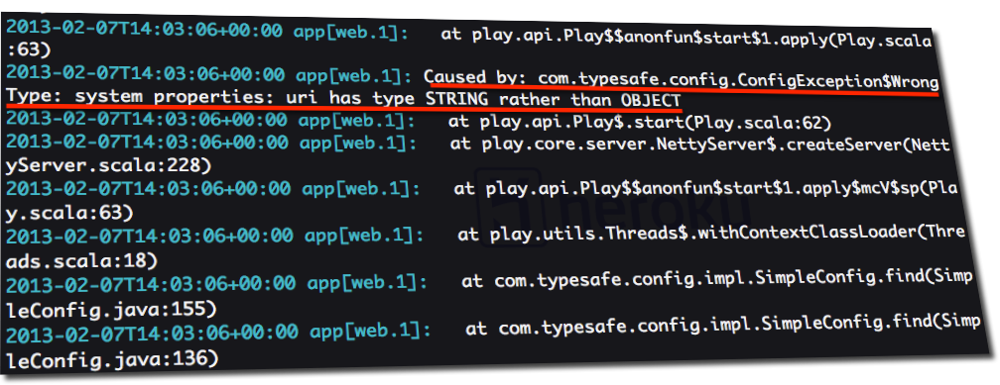 2013-02-07T14:03:06+00:00 app[web.1]:   at play.api.Play$$anonfun$start$1.apply(Play.scala
:63)
2013-02-07T14:03:06+00:00 app[web.1]: Caused by: com.typesafe.config.ConfigException$Wrong
Type: system properties: uri has type STRING rather than OBJECT
2013-02-07T14:03:06+00:00 app[web.1]:   at play.api.Play$.start(Play.scala:62)
2013-02-07T14:03:06+00:00 app[web.1]:   at play.core.server.NettyServer$.createServer(Nett
yServer.scala:228)
2013-02-07T14:03:06+00:00 app[web.1]:   at play.api.Play$$anonfun$start$1.apply$mcV$sp(Pla
y.scala:63)
heroku
2013-02-07T14:03:06+00:00 app[web.1]:   at play.utils.Threads$.withContextClassLoader(Thre
ads.scala:18)
2013-02-07T14:03:06+00:00 app[web.1]:   at com.typesafe.config.impl.SimpleConfig.find(Simp
leConfig.java:155)
2013-02-07T14:03:06+00:00 app[web.1]:   at com.typesafe.config.impl.SimpleConfig.find(Simp
leConfig.java:136)